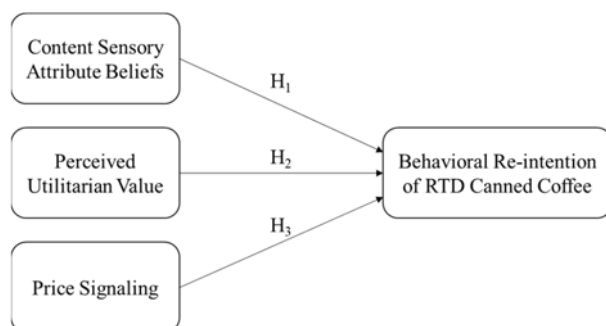 Content Sensory
Attribute Beliefs
H₁
Perceived
Utilitarian Value
H₂
Behavioral Re-intention
of RTD Canned Coffee
H₃
Price Signaling